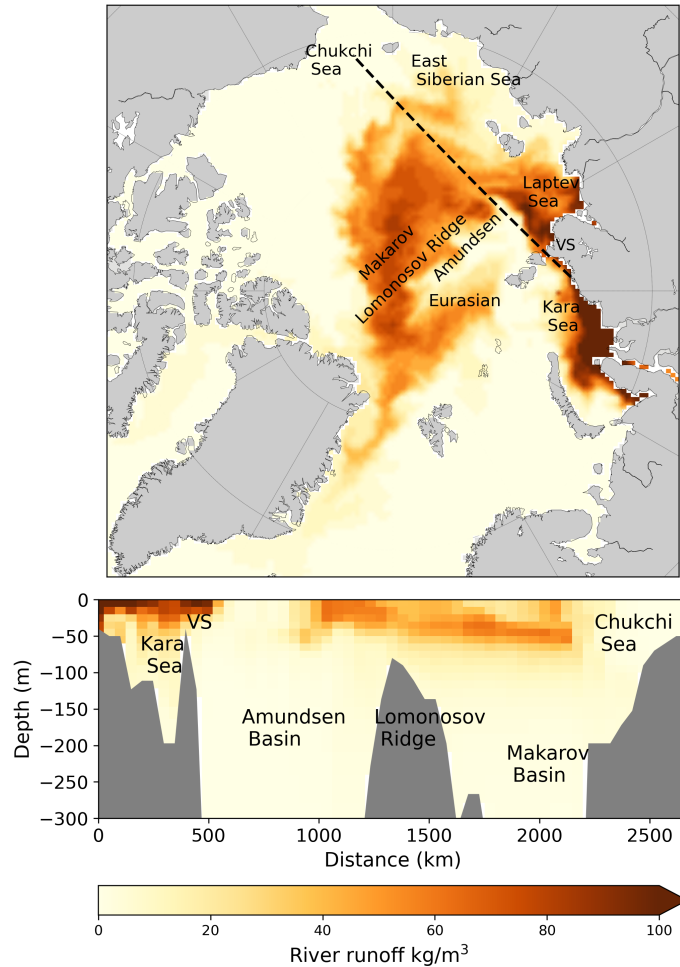 Chukchi
Sea
East
Siberian Sea
Laptev
Sea
VS
Makarov
Lomonosov Ridge
Amundsen
Eurasian
Kara
Sea
0
−50
−100
−150
−200
−250
−300
Depth (m)
VS
Kara
Sea
Chukchi
Sea
Amundsen
Basin
Lomonosov
Ridge
Makarov
Basin
0
500
1000
1500
2000
2500
Distance (km)
0
20
40
60
80
100
River runoff kg/m³